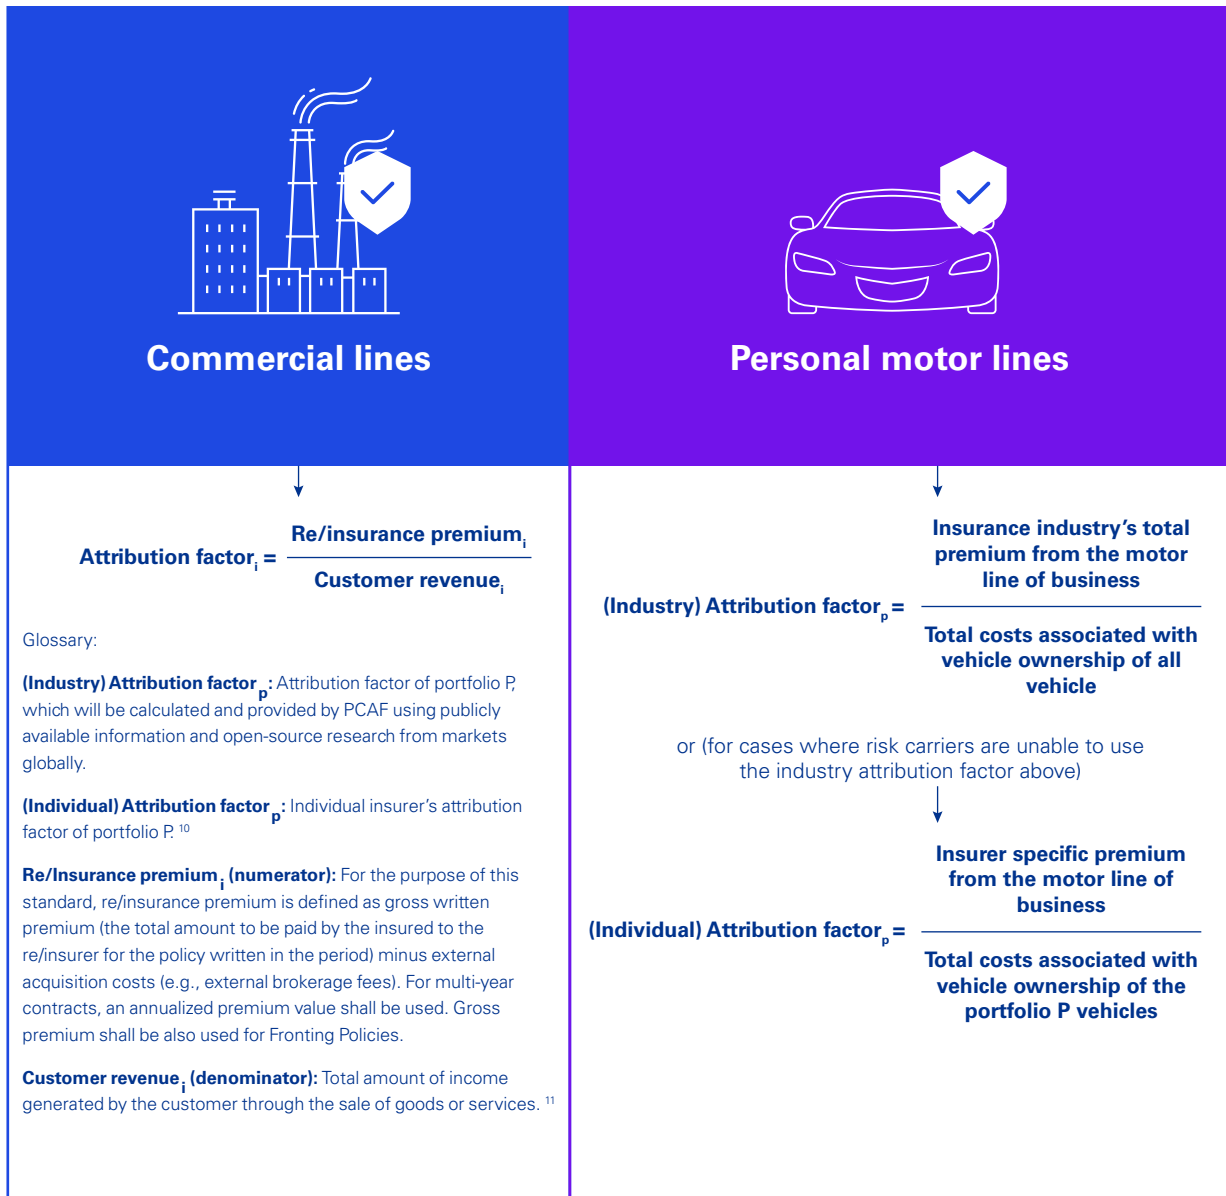 Commercial lines
Attribution factor i = Re/insurance premium i
Customer revenue i
Glossary:
(Industry) Attribution factor p: Attribution factor of portfolio P,
which will be calculated and provided by PCAF using publicly
available information and open-source research from markets
globally.
(Individual) Attribution factor p: Individual insurer's attribution
factor of portfolio P. 10
Re/Insurance premium i (numerator): For the purpose of this
standard, re/insurance premium is defined as gross written
premium (the total amount to be paid by the insured to the
re/insurer for the policy written in the period) minus external
acquisition costs (e.g., external brokerage fees). For multi-year
contracts, an annualized premium value shall be used. Gross
premium shall be also used for Fronting Policies.
Customer revenue i (denominator): Total amount of income
generated by the customer through the sale of goods or services. 11
Personal motor lines
(Industry) Attribution factor p =
Insurance industry's total
premium from the motor
line of business
Total costs associated with
vehicle ownership of all
vehicle
or (for cases where risk carriers are unable to use
the industry attribution factor above)
(Individual) Attribution factor p =
Insurer specific premium
from the motor line of
business
Total costs associated with
vehicle ownership of the
portfolio P vehicles